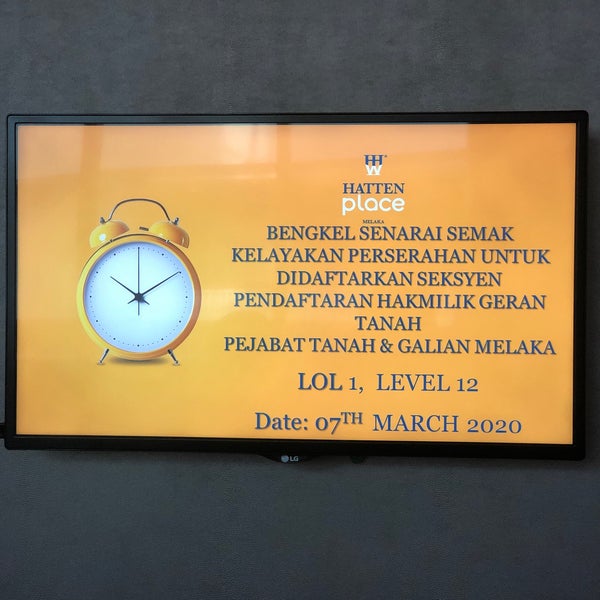 HW
HATTEN
place
MELAKA
BENGKEL SENARAI SEMAK
KELAYAKAN PERSERAHAN UNTUK
DIDAFTARKAN SEKSYEN
PENDAFTARAN HAKMILIK GERAN
TANAH
PEJABAT TANAH & GALIAN MELAKA
LOL 1, LEVEL 12
Date: 07TH MARCH 2020
LG